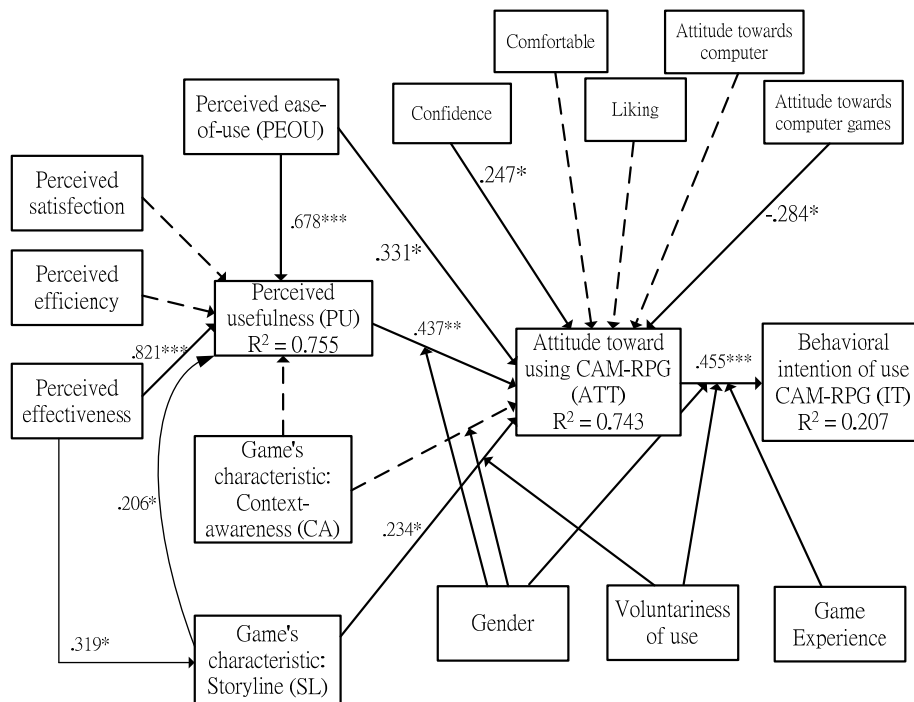 Comfortable
Attitude towards
computer
Perceived ease-
of-use (PEOU)
Confidence
Liking
Attitude towards
computer games
.247*
Perceived
satisfaction
.678***
-.284*
.331*
Perceived
efficiency
Perceived
usefulness (PU)
R² = 0.755
.437**
Attitude toward
using CAM-RPG
(ATT)
R² = 0.743
.455***
Behavioral
intention of use
CAM-RPG (IT)
R² = 0.207
.821***
Perceived
effectiveness
Game's
characteristic:
Context-
awareness (CA)
.206*
.234*
Gender
Voluntariness
of use
Game
Experience
.319*
Game's
characteristic:
Storyline (SL)